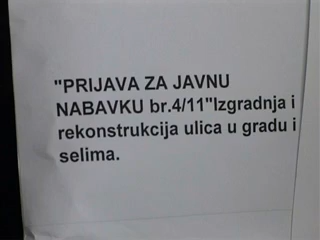 "PRIJAVA ZA JAVNU
NABAVKU br.4/11"Izgradnja i
rekonstrukcija ulica u gradu i
selima.